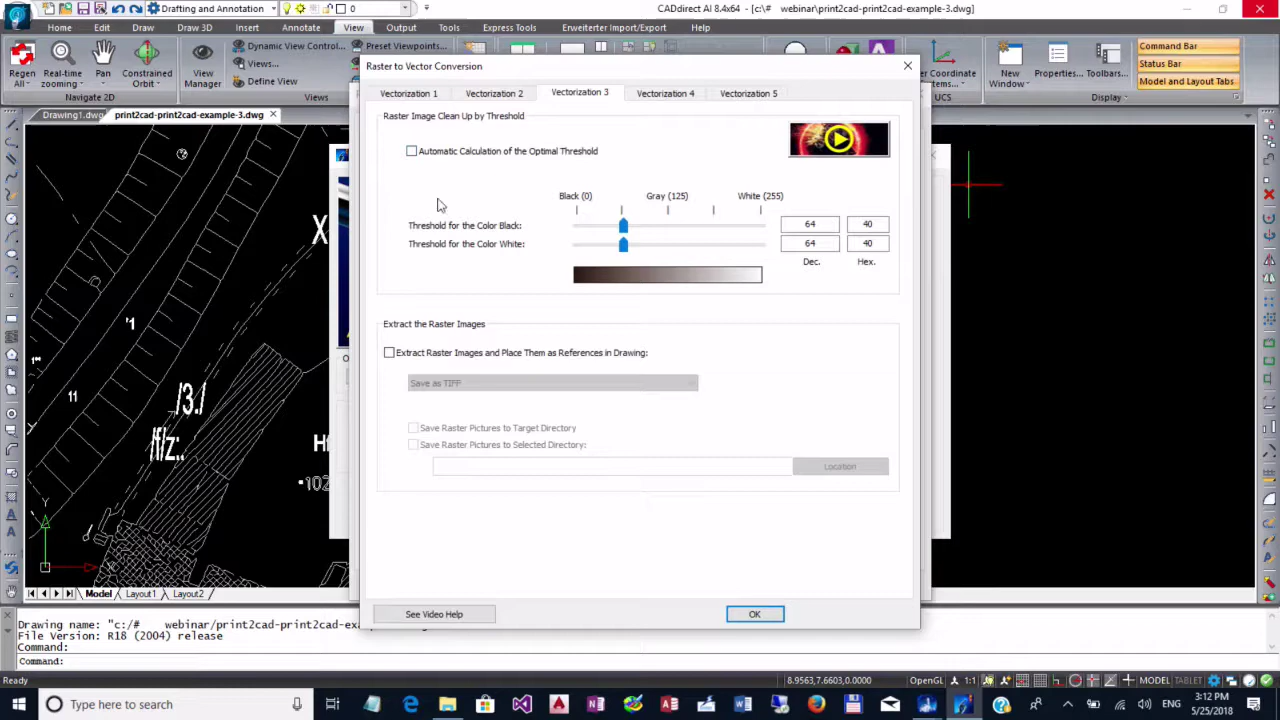 Drafting and Annotation
0
CADdirect AI 8.4x64 - [c:\# webinar\print2cad-print2cad-example-3.dwg]
Home Edit Draw Insert Annotate Draw 3D View Output Tools Express Tools Erweiterter Import/Export Help
Regen All Real-time zooming Pan Constrained Orbit
Navigate 2D
View Manager
Dynamic View Control...
Views...
Define View
Views
Preset Viewpoints...
Coordinate
UCS
New Window
Properties...
Toolbars...
Command Bar
Status Bar
Model and Layout Tabs
Display
Drawing1.dwg print2cad-print2cad-example-3.dwg
Raster to Vector Conversion
Vectorization 1 Vectorization 2 Vectorization 3 Vectorization 4 Vectorization 5
Raster Image Clean Up by Threshold
Automatic Calculation of the Optimal Threshold
Black (0) Gray (125) White (255)
Threshold for the Color Black: 64 40
Threshold for the Color White: 64 40
Dec. Hex.
Extract the Raster Images
Extract Raster Images and Place Them as References in Drawing:
Save as TIFF
Save Raster Pictures to Target Directory
Save Raster Pictures to Selected Directory:
Location
See Video Help OK
X
'1
11
/3./
/f/z:.
Y
Model Layout1 Layout2
Drawing name: "c:/# webinar/print2cad-print2cad-exa
File Version: R18 (2004) release
Command:
Command:
Ready 8.9563,7.6603,0.0000 OpenGL 1:1 MODEL TABLET
Type here to search
ENG
3:12 PM
5/25/2018